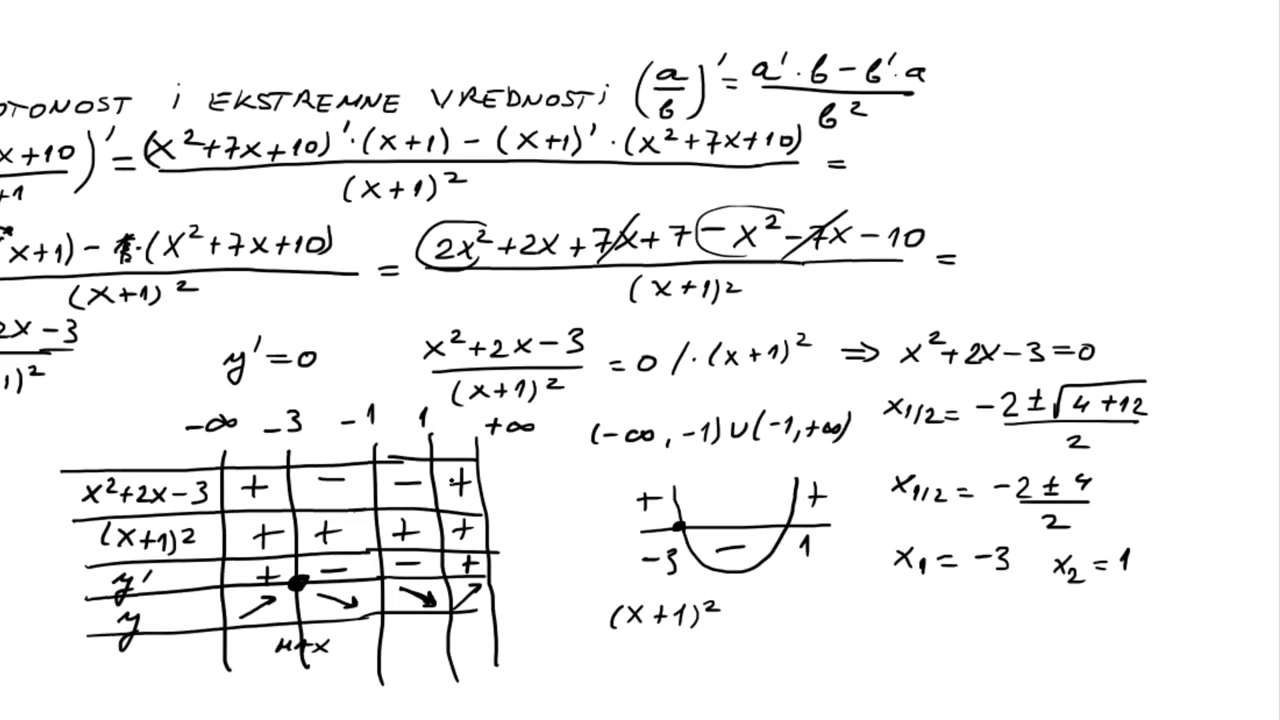 OTONOST i EKSTREMNE VREDNOSTi (a/b)' = (a'·b − b'·a)/b²
x+10)/+1)' = ((x²+7x+10)'·(x+1) − (x+1)'·(x²+7x+10))/(x+1)² =
x+1) − 1·(x²+7x+10)/(x+1)² = (2x²+2x+7x+7−x²−7x−10)/(x+1)² =
2x−3/1)² y'=0 (x²+2x−3)/(x+1)² = 0 /·(x+1)² ⇒ x²+2x−3=0
−∞ −3 −1 1 +∞ (−∞,−1)∪(−1,+∞) x1/2 = (−2±√(4+12))/2
x²+2x−3 + − − + + + x1/2 = (−2±4)/2
(x+1)² + + + + −3 − 1 x1 = −3 x2 = 1
y' + − − +
y ↗ ↘ ↘ ↗ (x+1)²
max